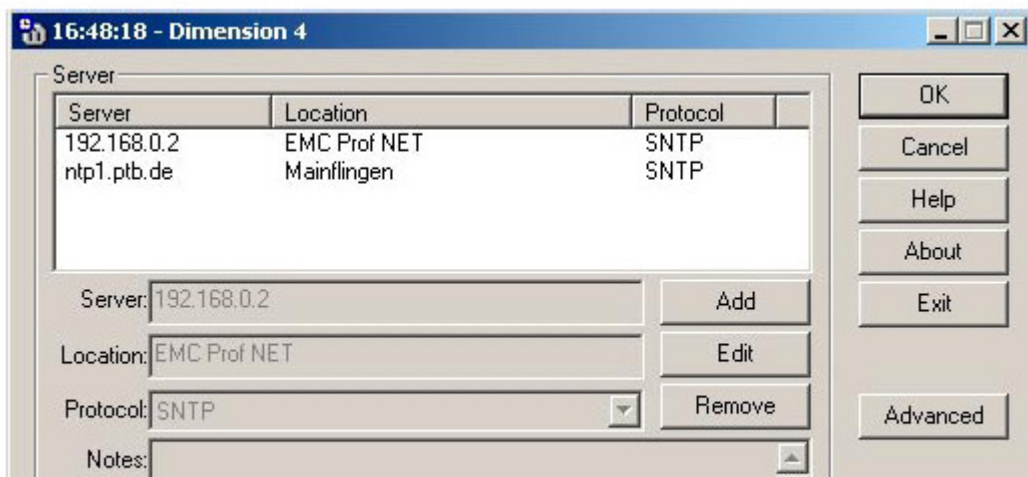 16:48:18 - Dimension 4
Server
Server Location Protocol
192.168.0.2 EMC Prof NET SNTP
ntp1.ptb.de Mainflingen SNTP
Server: 192.168.0.2 Add
Location: EMC Prof NET Edit
Protocol: SNTP Remove
Notes:
OK
Cancel
Help
About
Exit
Advanced